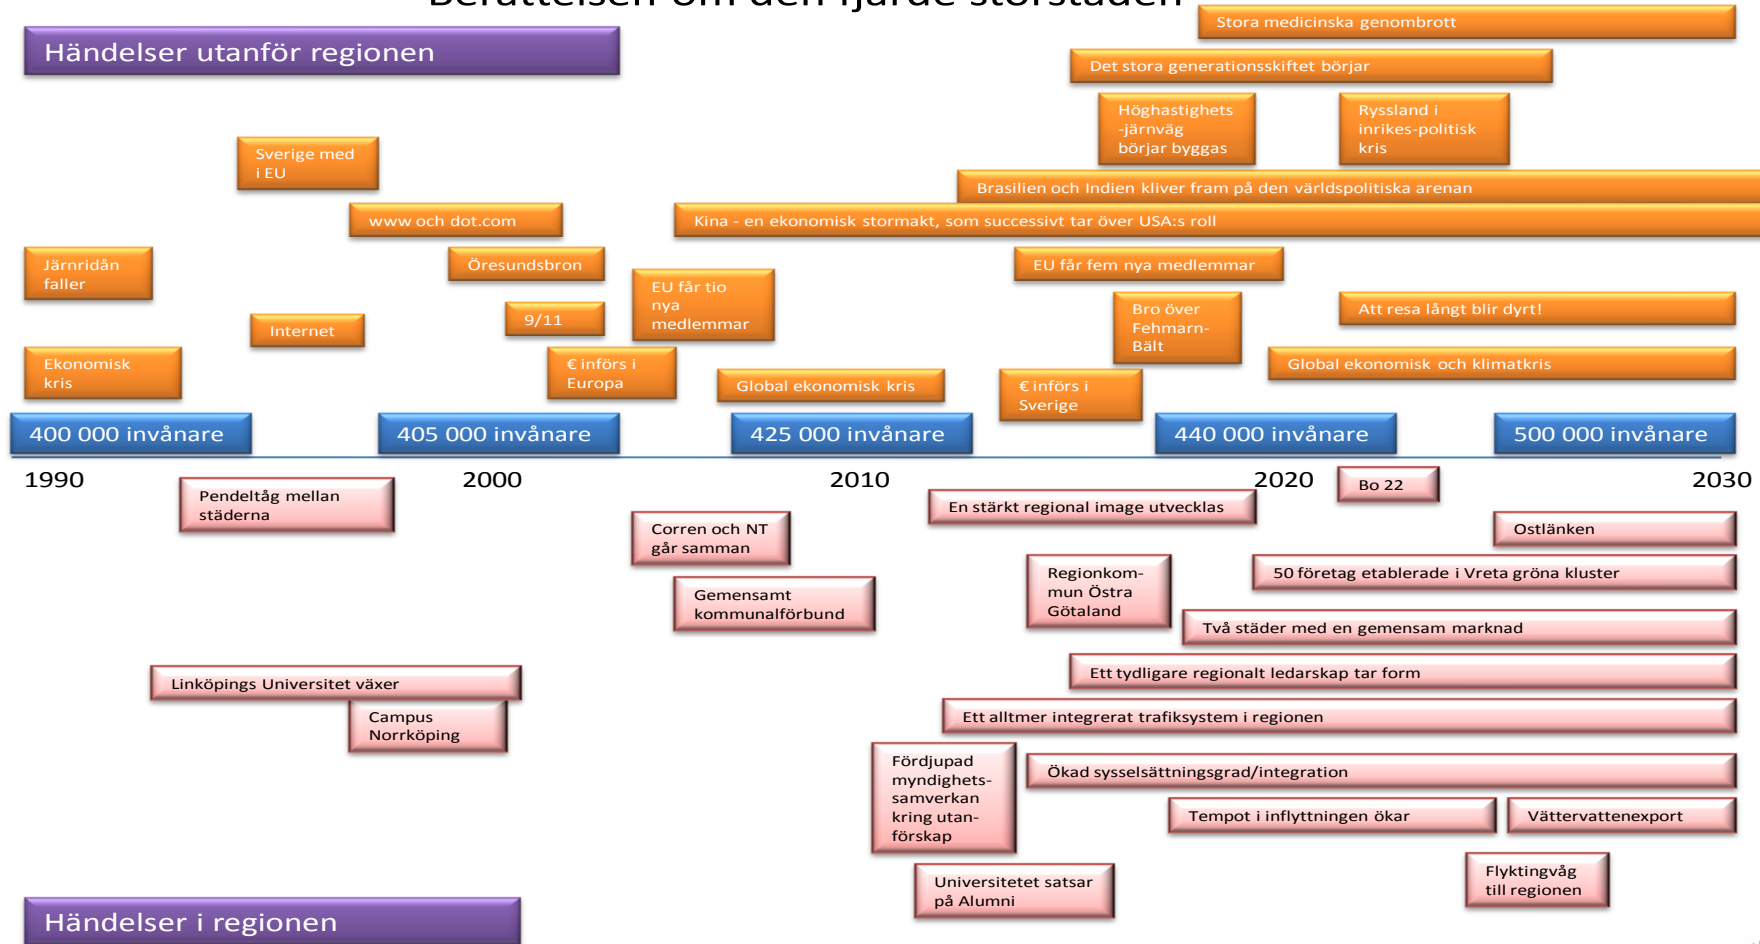 Berättelsen om den fjärde storstaden
Stora medicinska genombrott
Händelser utanför regionen
Det stora generationsskiftet börjar
Höghastighets
-järnväg
börjar byggas
Ryssland i
inrikes-politisk
kris
Sverige med
i EU
Brasilien och Indien kliver fram på den världspolitiska arenan
www och dot.com
Kina - en ekonomisk stormakt, som successivt tar över USA:s roll
Järnridån
faller
Öresundsbron
EU får tio
nya
medlemmar
EU får fem nya medlemmar
Internet
9/11
Bro över
Fehmarn-
Bält
Att resa långt blir dyrt!
Ekonomisk
kris
€ införs i
Europa
Global ekonomisk kris
€ införs i
Sverige
Global ekonomisk och klimatkris
400 000 invånare
405 000 invånare
425 000 invånare
440 000 invånare
500 000 invånare
1990
2000
2010
2020
2030
Pendeltåg mellan
städerna
Bo 22
En stärkt regional image utvecklas
Corren och NT
går samman
Ostlänken
Gemensamt
kommunalförbund
Regionkom-
mun Östra
Götaland
50 företag etablerade i Vreta gröna kluster
Två städer med en gemensam marknad
Linköpings Universitet växer
Ett tydligare regionalt ledarskap tar form
Campus
Norrköping
Ett alltmer integrerat trafiksystem i regionen
Fördjupad
myndighets-
samverkan
kring utan-
förskap
Ökad sysselsättningsgrad/integration
Tempot i inflyttningen ökar
Vättervattenexport
Universitetet satsar
på Alumni
Flyktingvåg
till regionen
Händelser i regionen